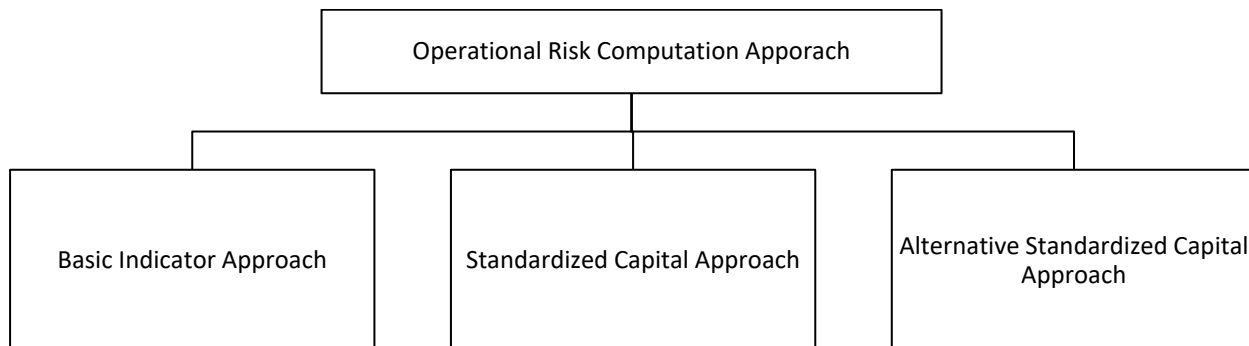 Operational Risk Computation Apporach
Basic Indicator Approach
Standardized Capital Approach
Alternative Standardized Capital
Approach